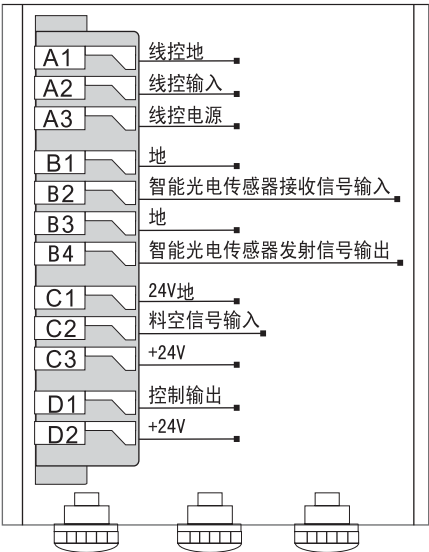 A1 线控地
A2 线控输入
A3 线控电源
B1 地
B2 智能光电传感器接收信号输入
B3 地
B4 智能光电传感器发射信号输出
C1 24V地
C2 料空信号输入
C3 +24V
D1 控制输出
D2 +24V